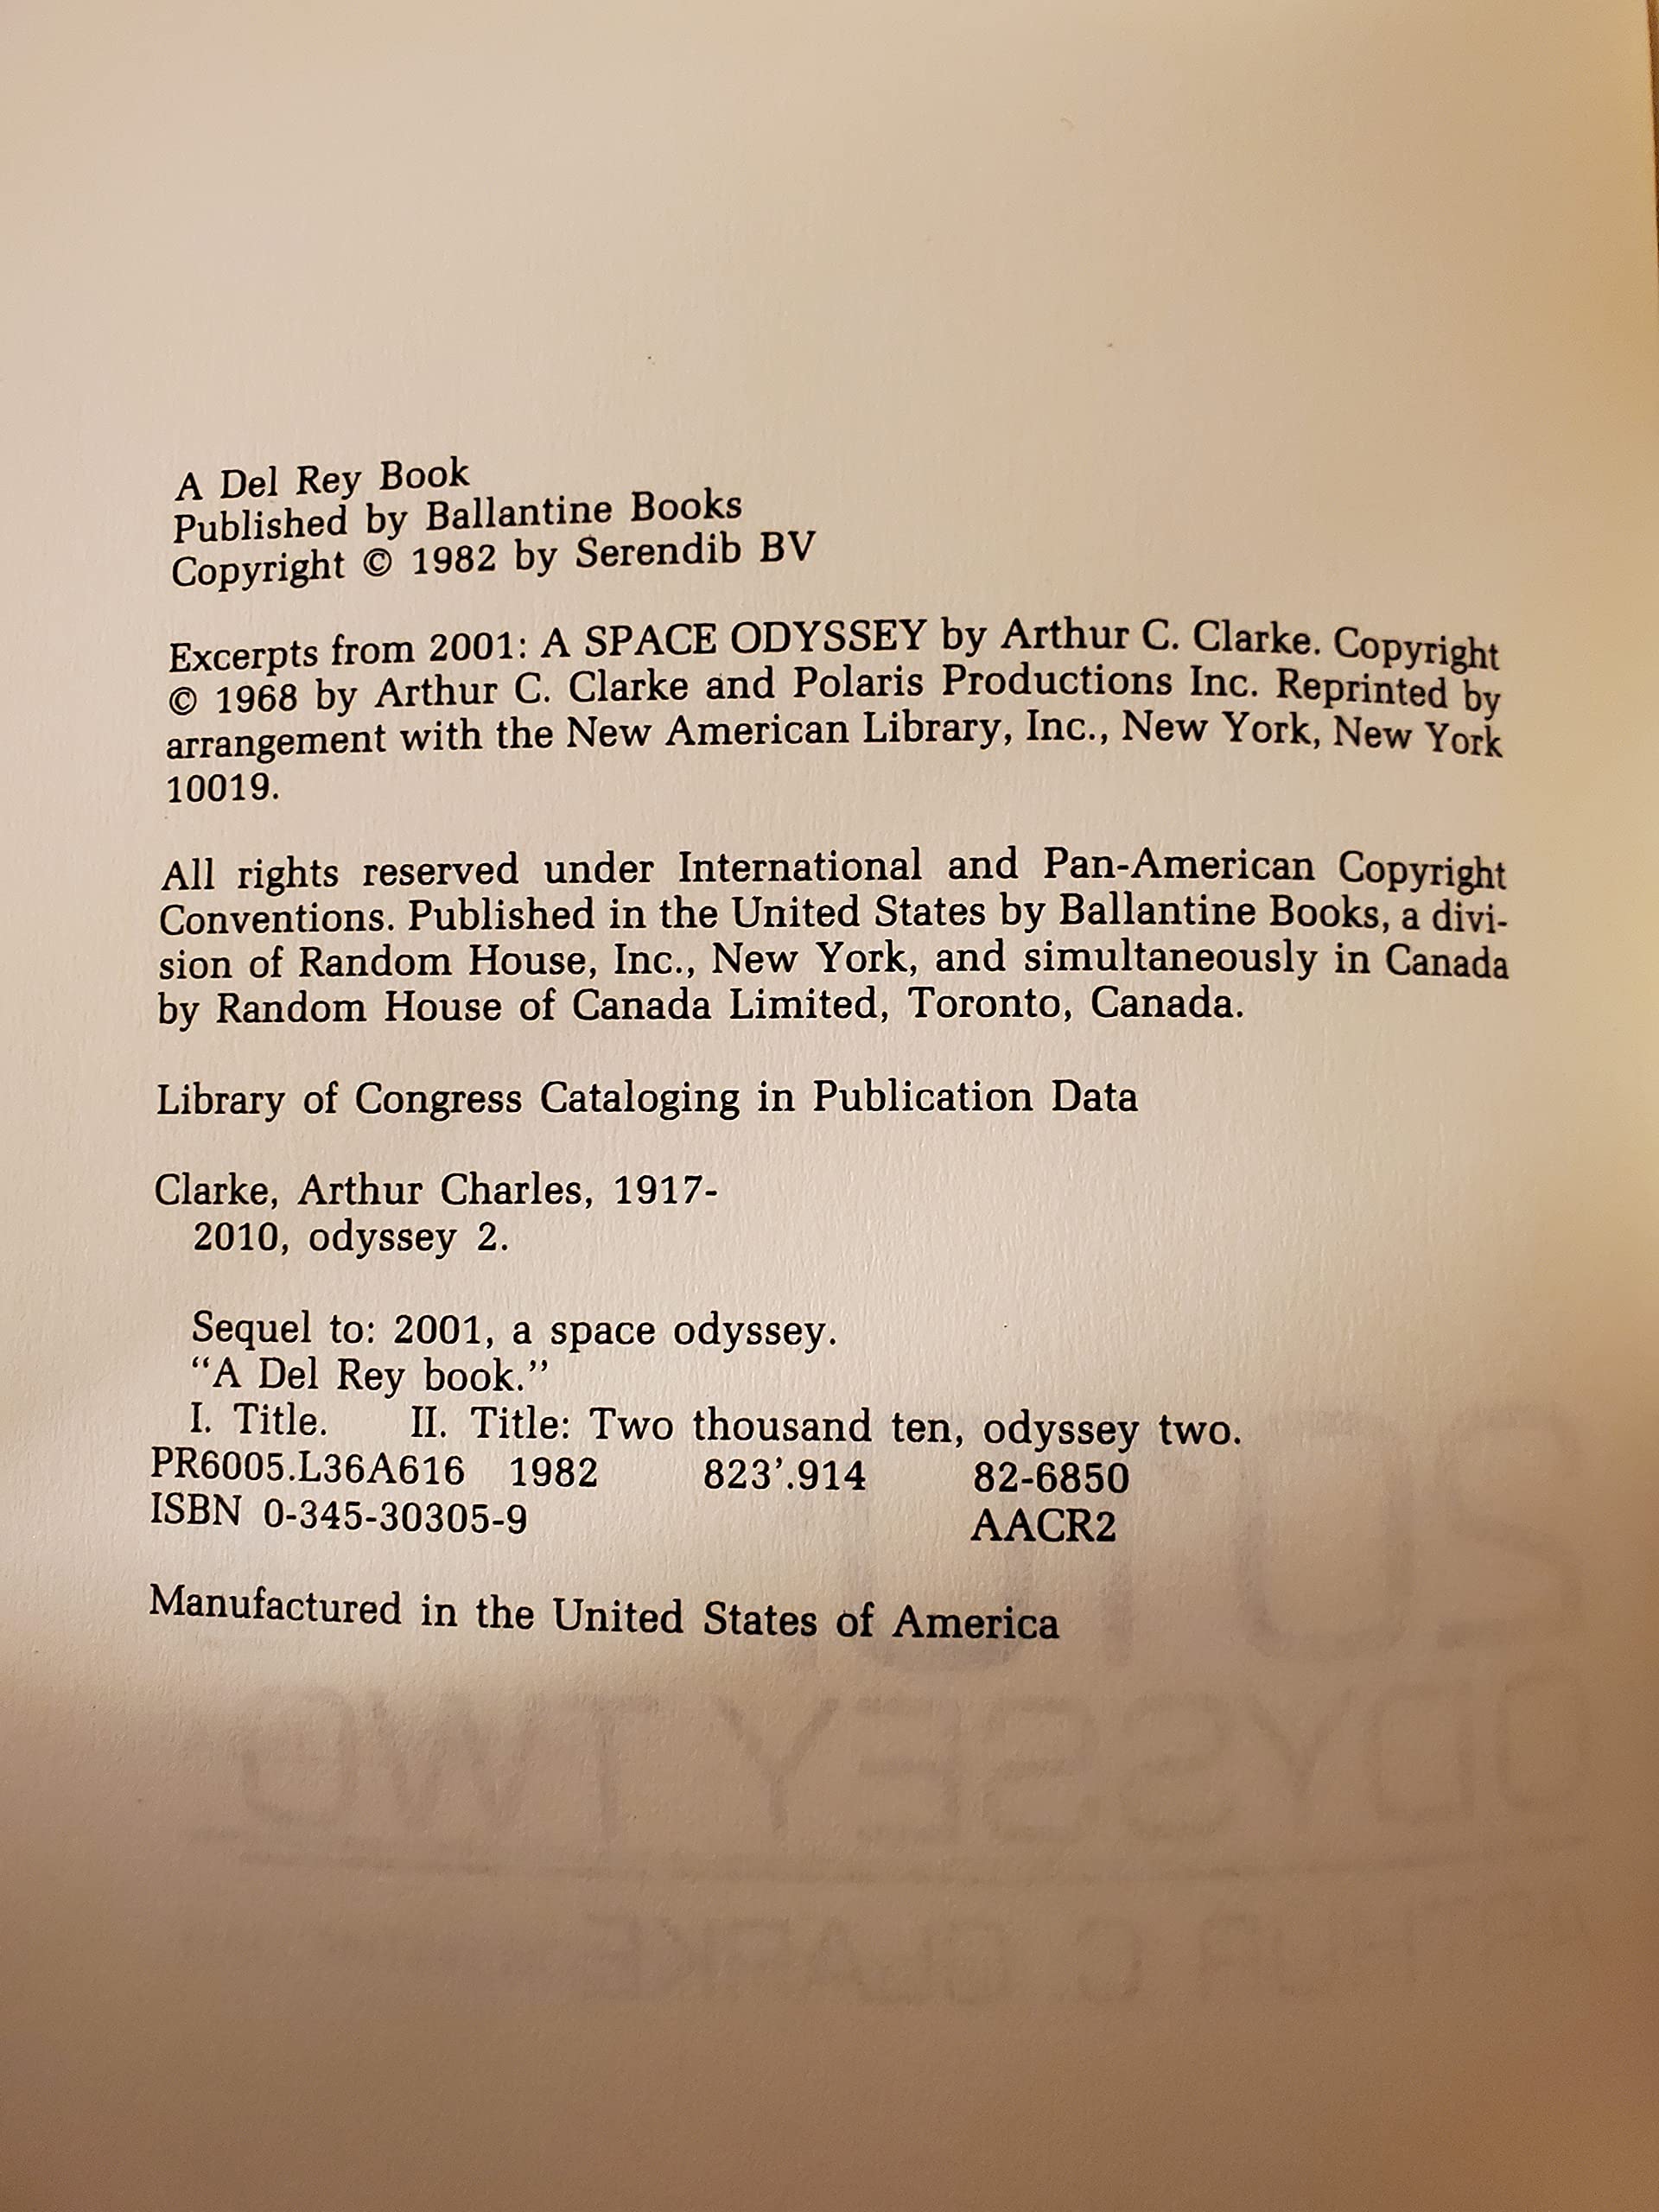 A Del Rey Book
Published by Ballantine Books
Copyright © 1982 by Serendib BV
Excerpts from 2001: A SPACE ODYSSEY by Arthur C. Clarke. Copyright
© 1968 by Arthur C. Clarke and Polaris Productions Inc. Reprinted by
arrangement with the New American Library, Inc., New York, New York
10019.
All rights reserved under International and Pan-American Copyright
Conventions. Published in the United States by Ballantine Books, a divi-
sion of Random House, Inc., New York, and simultaneously in Canada
by Random House of Canada Limited, Toronto, Canada.
Library of Congress Cataloging in Publication Data
Clarke, Arthur Charles, 1917-
2010, odyssey 2.
Sequel to: 2001, a space odyssey.
“A Del Rey book.”
I. Title. II. Title: Two thousand ten, odyssey two.
PR6005.L36A616 1982 823’.914 82-6850
ISBN 0-345-30305-9 AACR2
Manufactured in the United States of America
2010
ODYSSEY TWO
ARTHUR C. CLARKE